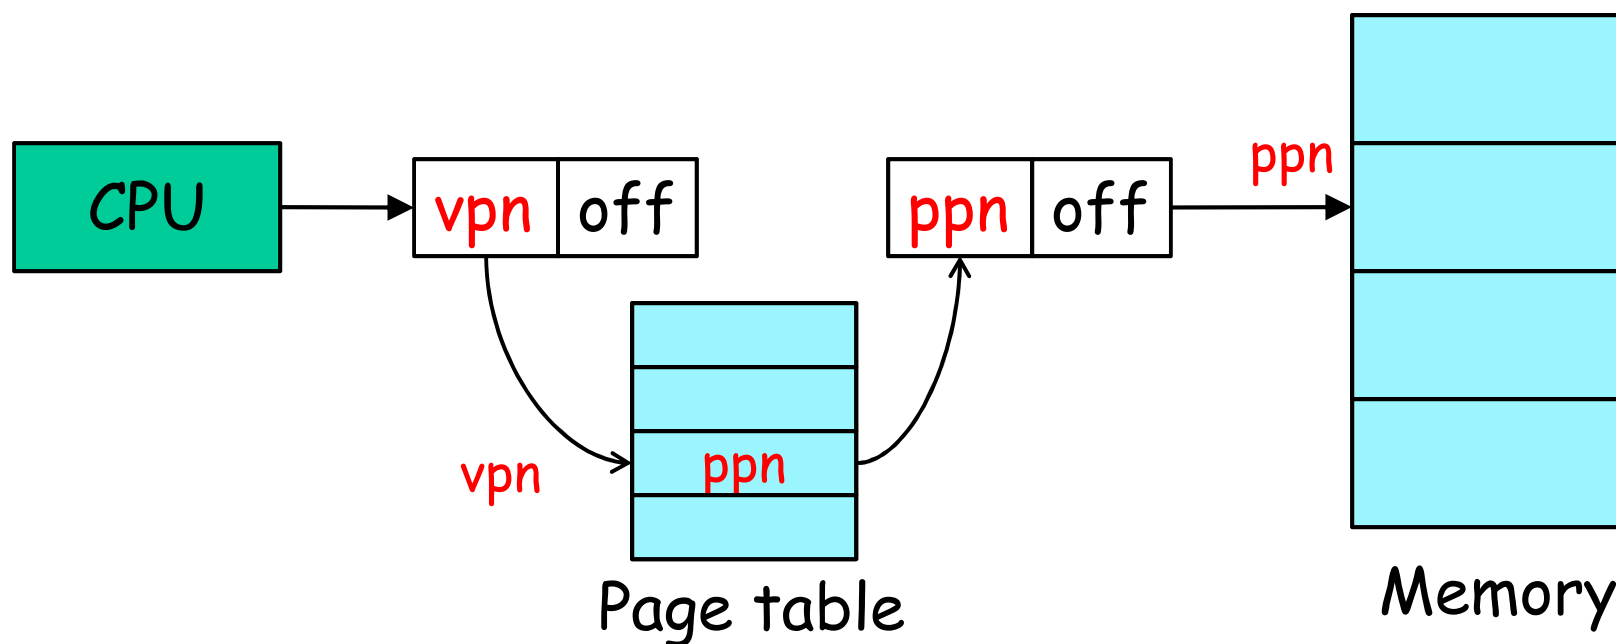 CPU
vpn off
ppn off
ppn
vpn
ppn
Page table
Memory